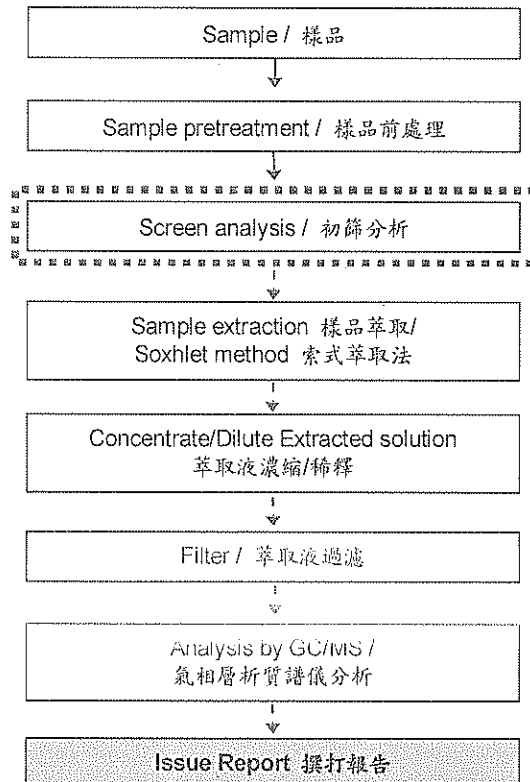 Sample / 樣品
Sample pretreatment / 樣品前處理
Screen analysis / 初篩分析
Sample extraction 樣品萃取/
Soxhlet method 索式萃取法
Concentrate/Dilute Extracted solution
萃取液濃縮/稀釋
Filter / 萃取液過濾
Analysis by GC/MS /
氣相層析質譜儀分析
Issue Report 撰打報告